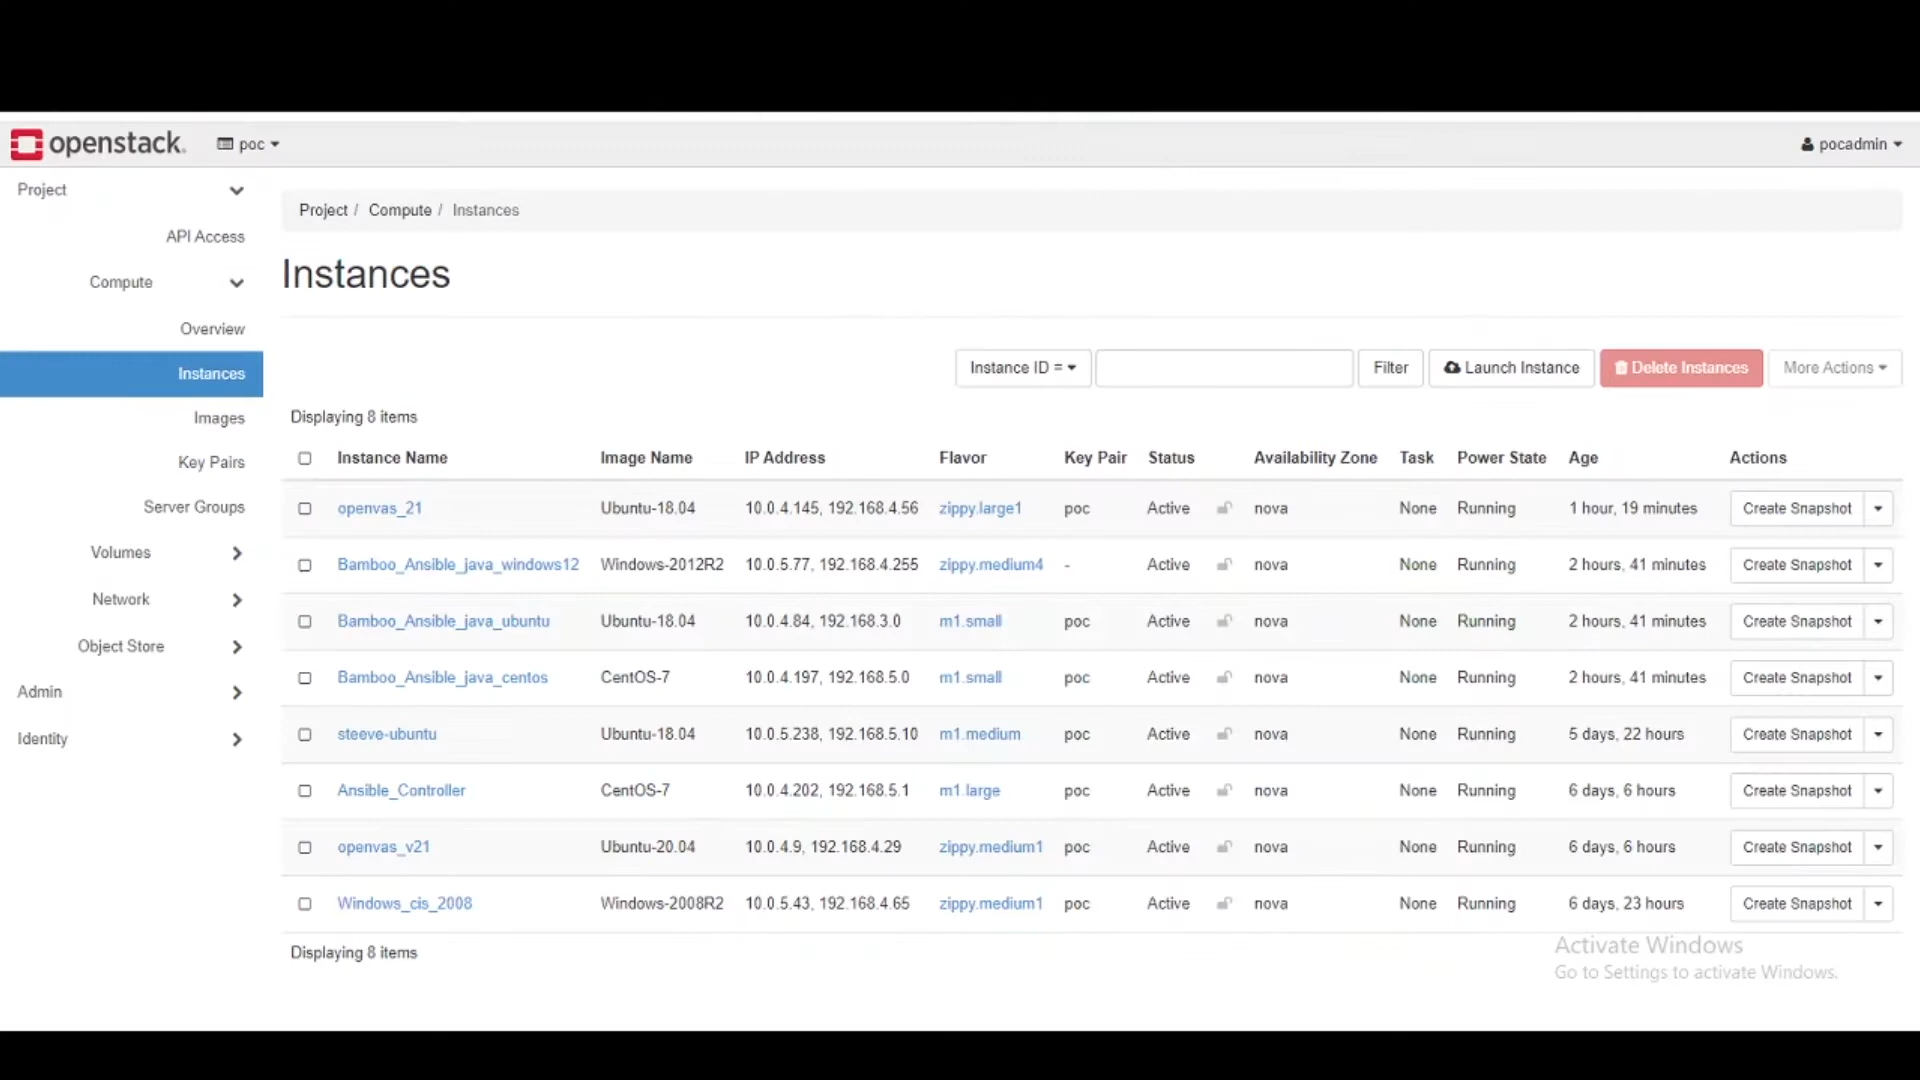 openstack. poc pocadmin
Project
Project / Compute / Instances
API Access
Compute
Instances
Overview
Instances
Images
Key Pairs
Server Groups
Volumes
Network
Object Store
Admin
Identity
Instance ID = Filter Launch Instance Delete Instances More Actions
Displaying 8 items
Instance Name Image Name IP Address Flavor Key Pair Status Availability Zone Task Power State Age Actions
openvas_21 Ubuntu-18.04 10.0.4.145, 192.168.4.56 zippy.large1 poc Active nova None Running 1 hour, 19 minutes Create Snapshot
Bamboo_Ansible_java_windows12 Windows-2012R2 10.0.5.77, 192.168.4.255 zippy.medium4 - Active nova None Running 2 hours, 41 minutes Create Snapshot
Bamboo_Ansible_java_ubuntu Ubuntu-18.04 10.0.4.84, 192.168.3.0 m1.small poc Active nova None Running 2 hours, 41 minutes Create Snapshot
Bamboo_Ansible_java_centos CentOS-7 10.0.4.197, 192.168.5.0 m1.small poc Active nova None Running 2 hours, 41 minutes Create Snapshot
steeve-ubuntu Ubuntu-18.04 10.0.5.238, 192.168.5.10 m1.medium poc Active nova None Running 5 days, 22 hours Create Snapshot
Ansible_Controller CentOS-7 10.0.4.202, 192.168.5.1 m1.large poc Active nova None Running 6 days, 6 hours Create Snapshot
openvas_v21 Ubuntu-20.04 10.0.4.9, 192.168.4.29 zippy.medium1 poc Active nova None Running 6 days, 6 hours Create Snapshot
Windows_cis_2008 Windows-2008R2 10.0.5.43, 192.168.4.65 zippy.medium1 poc Active nova None Running 6 days, 23 hours Create Snapshot
Displaying 8 items
Activate Windows
Go to Settings to activate Windows.